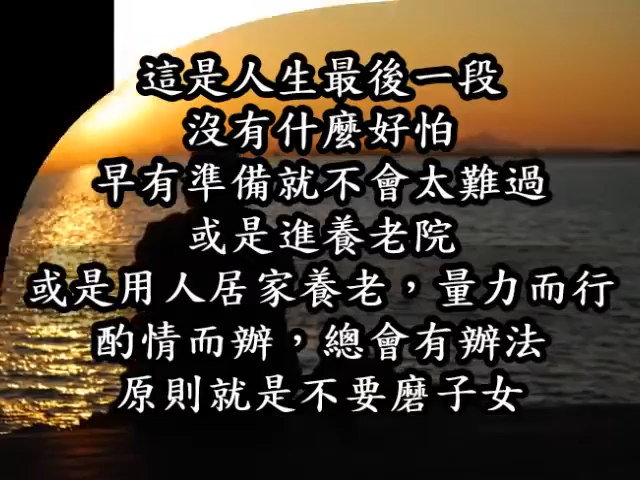 這是人生最後一段
沒有什麼好怕
早有準備就不會太難過
或是進養老院
或是用人居家養老，量力而行
酌情而辦，總會有辦法
原則就是不要磨子女